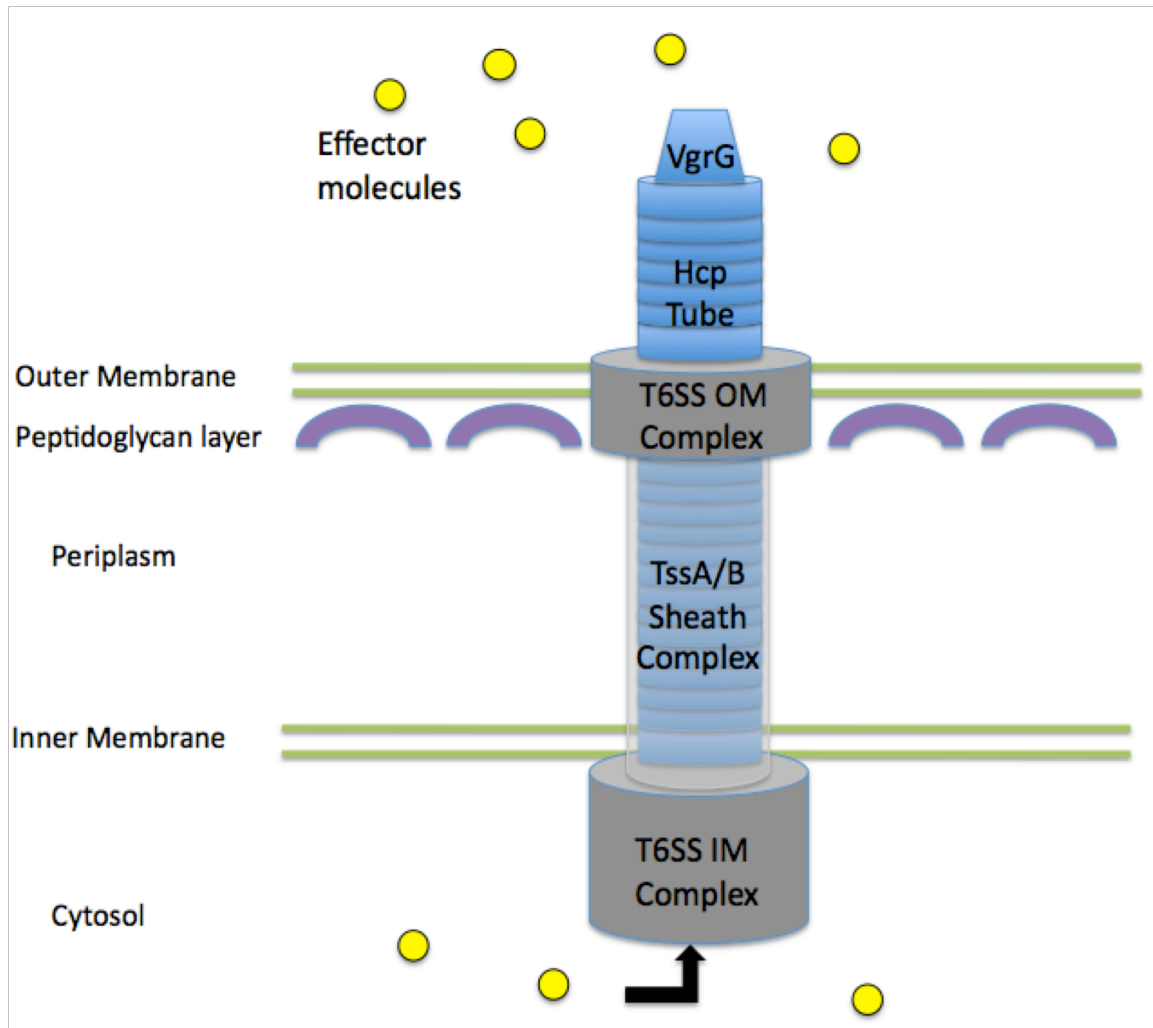 Effector
molecules
VgrG
Hcp
Tube
Outer Membrane
Peptidoglycan layer
T6SS OM
Complex
Periplasm
TssA/B
Sheath
Complex
Inner Membrane
T6SS IM
Complex
Cytosol